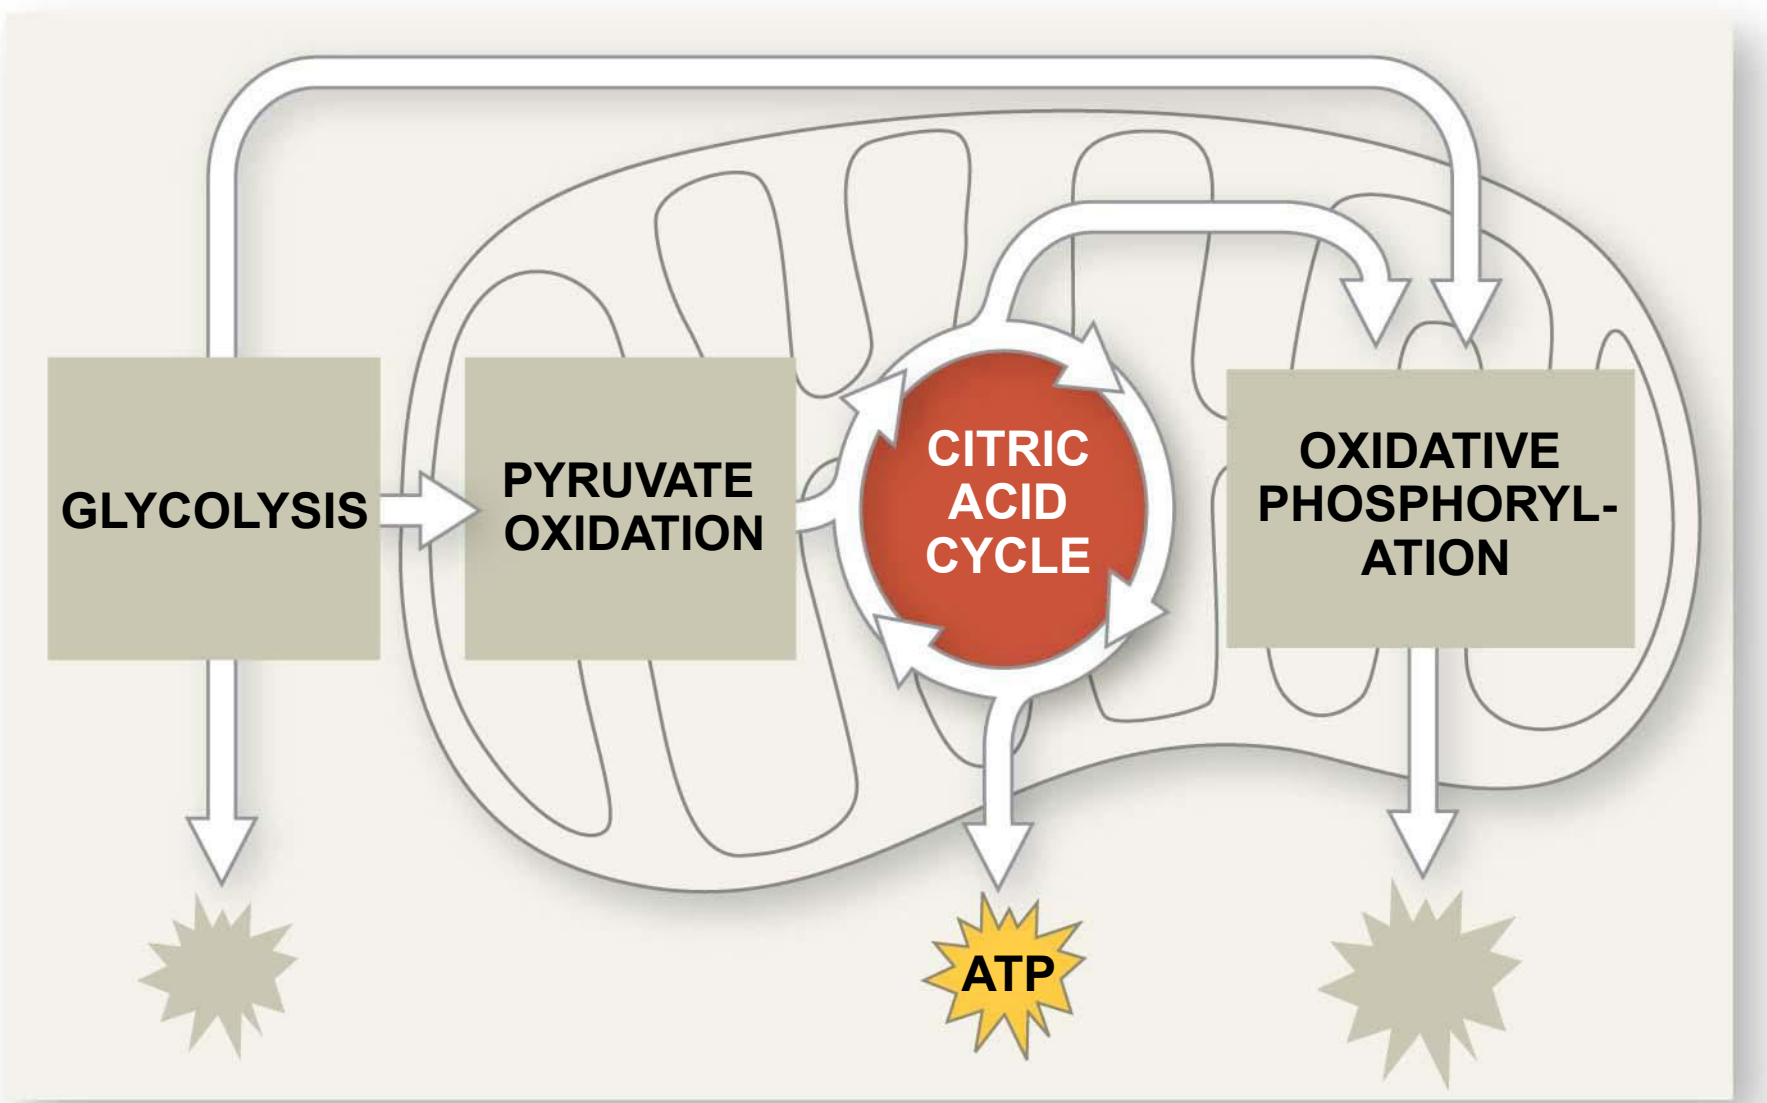 GLYCOLYSIS
PYRUVATE
OXIDATION
CITRIC
ACID
CYCLE
OXIDATIVE
PHOSPHORYL-
ATION
ATP